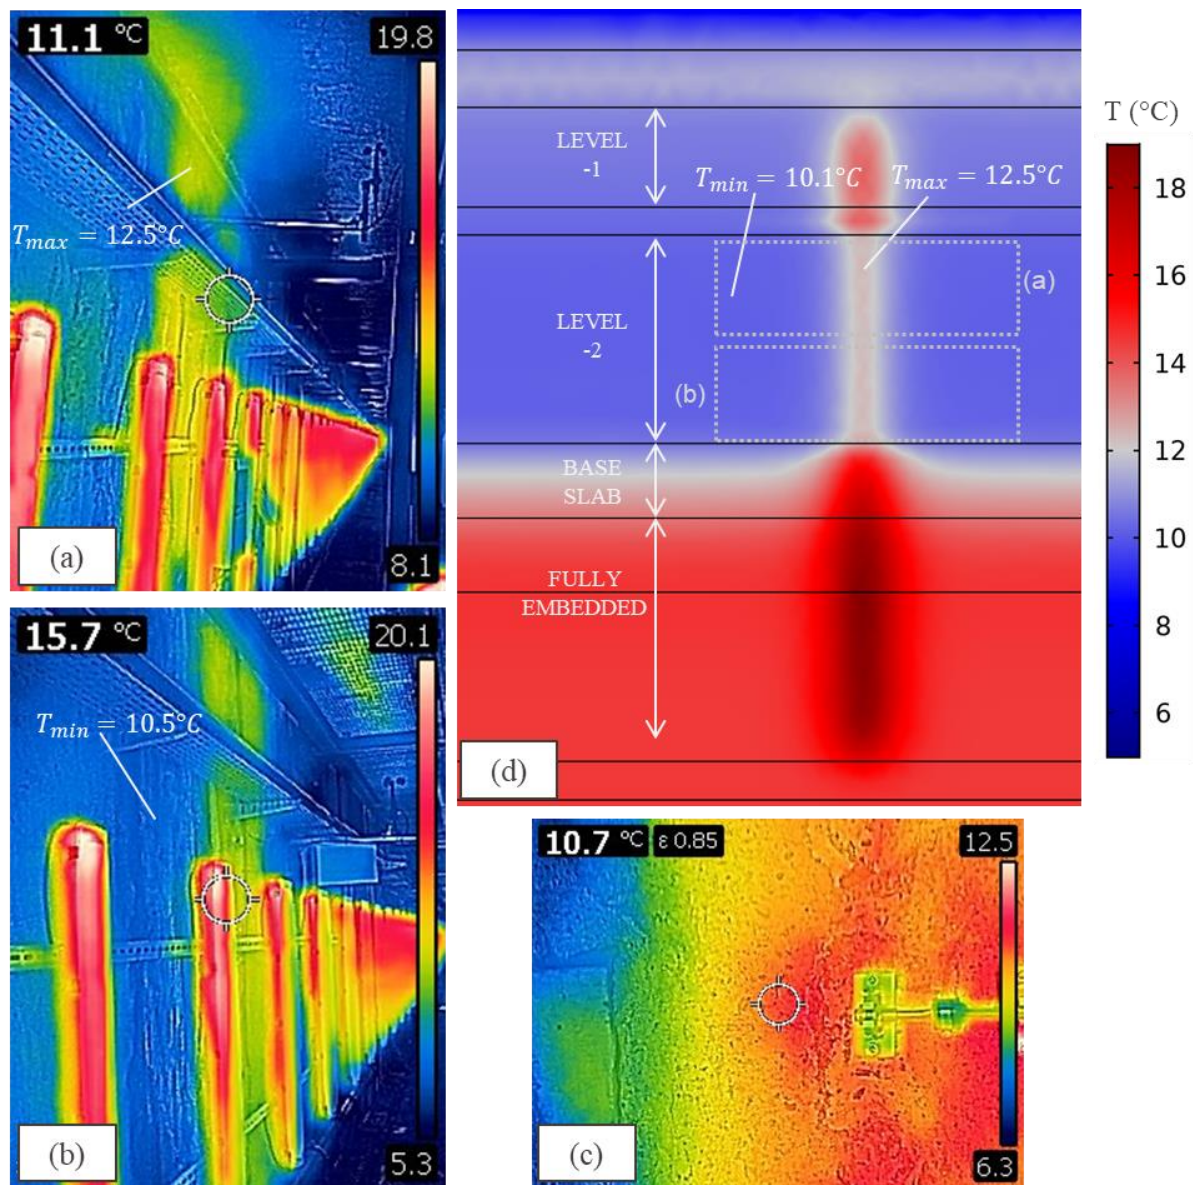 11.1 °C
19.8
T_max = 12.5°C
8.1
(a)
15.7 °C
20.1
T_min = 10.5°C
5.3
(b)
LEVEL
-1
T_min = 10.1°C
T_max = 12.5°C
(a)
LEVEL
-2
(b)
BASE
SLAB
FULLY
EMBEDDED
(d)
T (°C)
18
16
14
12
10
8
6
10.7 °C ε 0.85
12.5
6.3
(c)